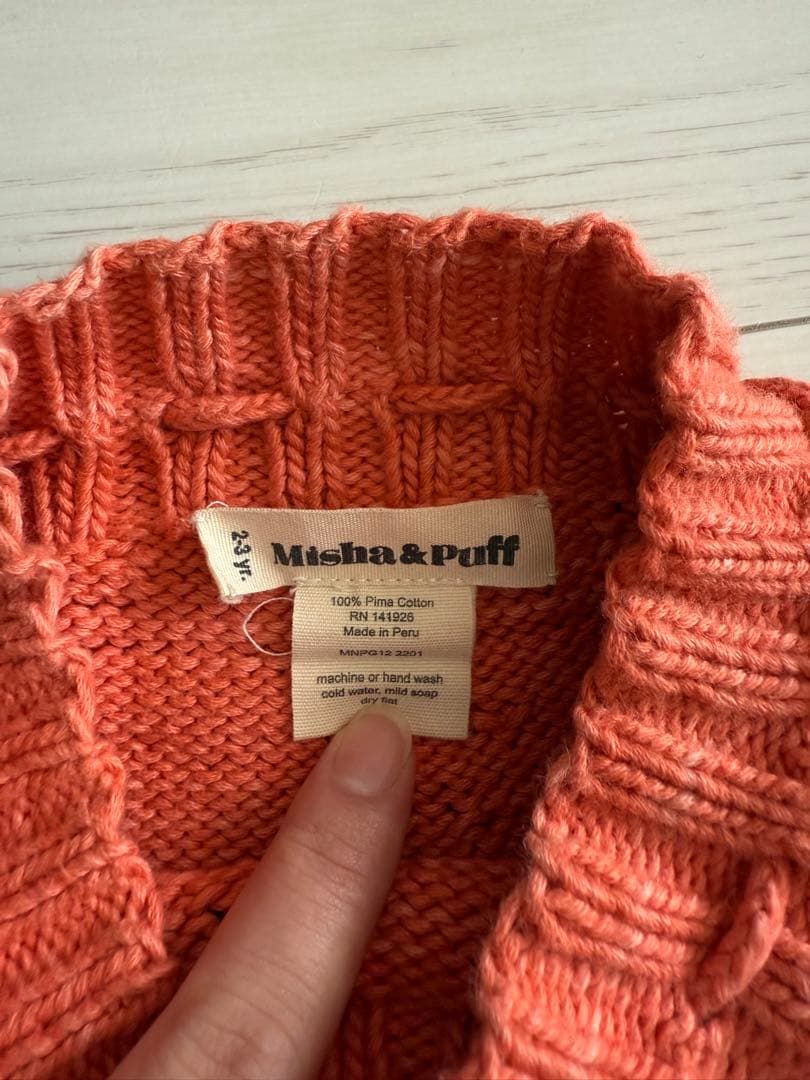 2-3 yr.
Misha & Puff
100% Pima Cotton
RN 141926
Made in Peru
MNPG12 2201
machine or hand wash
cold water, mild soap
dry flat